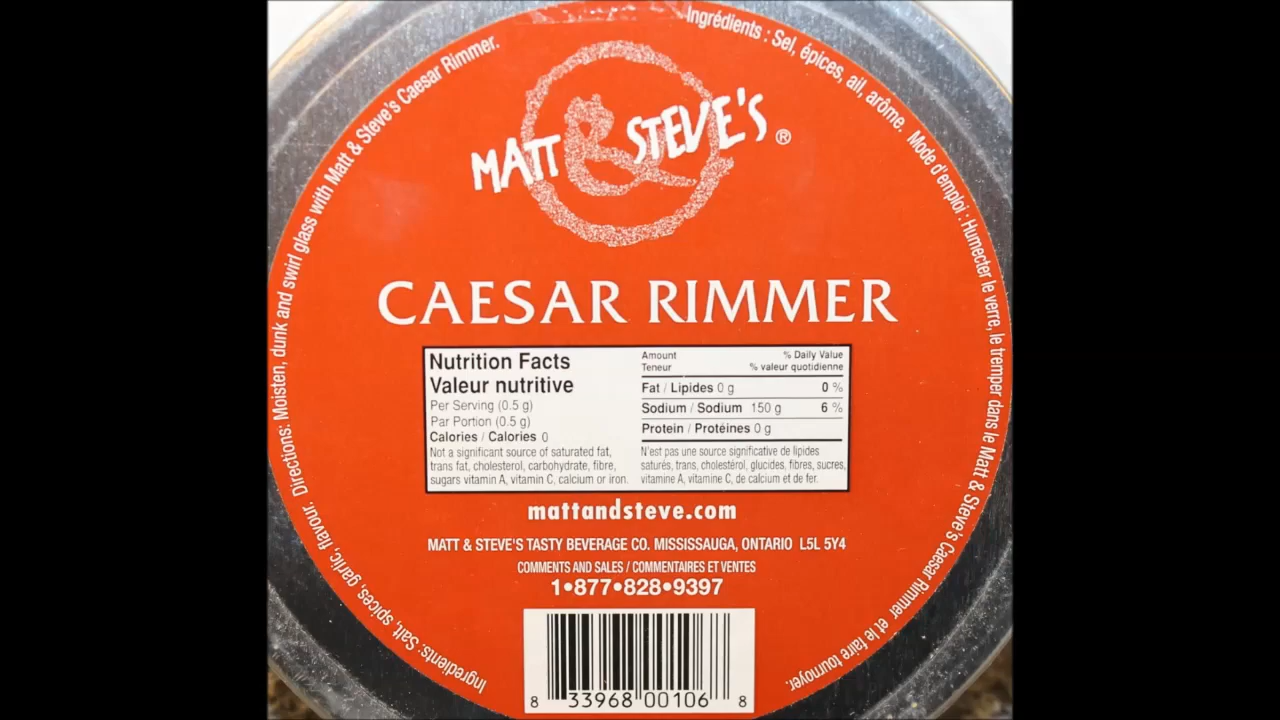 MATT & STEVE'S ®
CAESAR RIMMER
Nutrition Facts
Valeur nutritive
Per Serving (0.5 g)
Par Portion (0.5 g)
Calories / Calories 0
Not a significant source of saturated fat,
trans fat, cholesterol, carbohydrate, fibre,
sugars vitamin A, vitamin C, calcium or iron.
Amount % Daily Value
Teneur % valeur quotidienne
Fat / Lipides 0 g 0 %
Sodium / Sodium 150 g 6 %
Protein / Protéines 0 g
N'est pas une source significative de lipides
saturés, trans, cholestérol, glucides, fibres, sucres,
vitamine A, vitamine C, de calcium et de fer.
mattandsteve.com
MATT & STEVE'S TASTY BEVERAGE CO. MISSISSAUGA, ONTARIO L5L 5Y4
COMMENTS AND SALES / COMMENTAIRES ET VENTES
1•877•828•9397
8 33968 00106 8
Ingredients: Salt, spices, garlic, flavour. Directions: Moisten, dunk and swirl glass with Matt & Steve's Caesar Rimmer.
Ingrédients : Sel, épices, ail, arôme. Mode d'emploi : Humecter le verre, le tremper dans le Matt & Steve's Caesar Rimmer et le faire tournoyer.